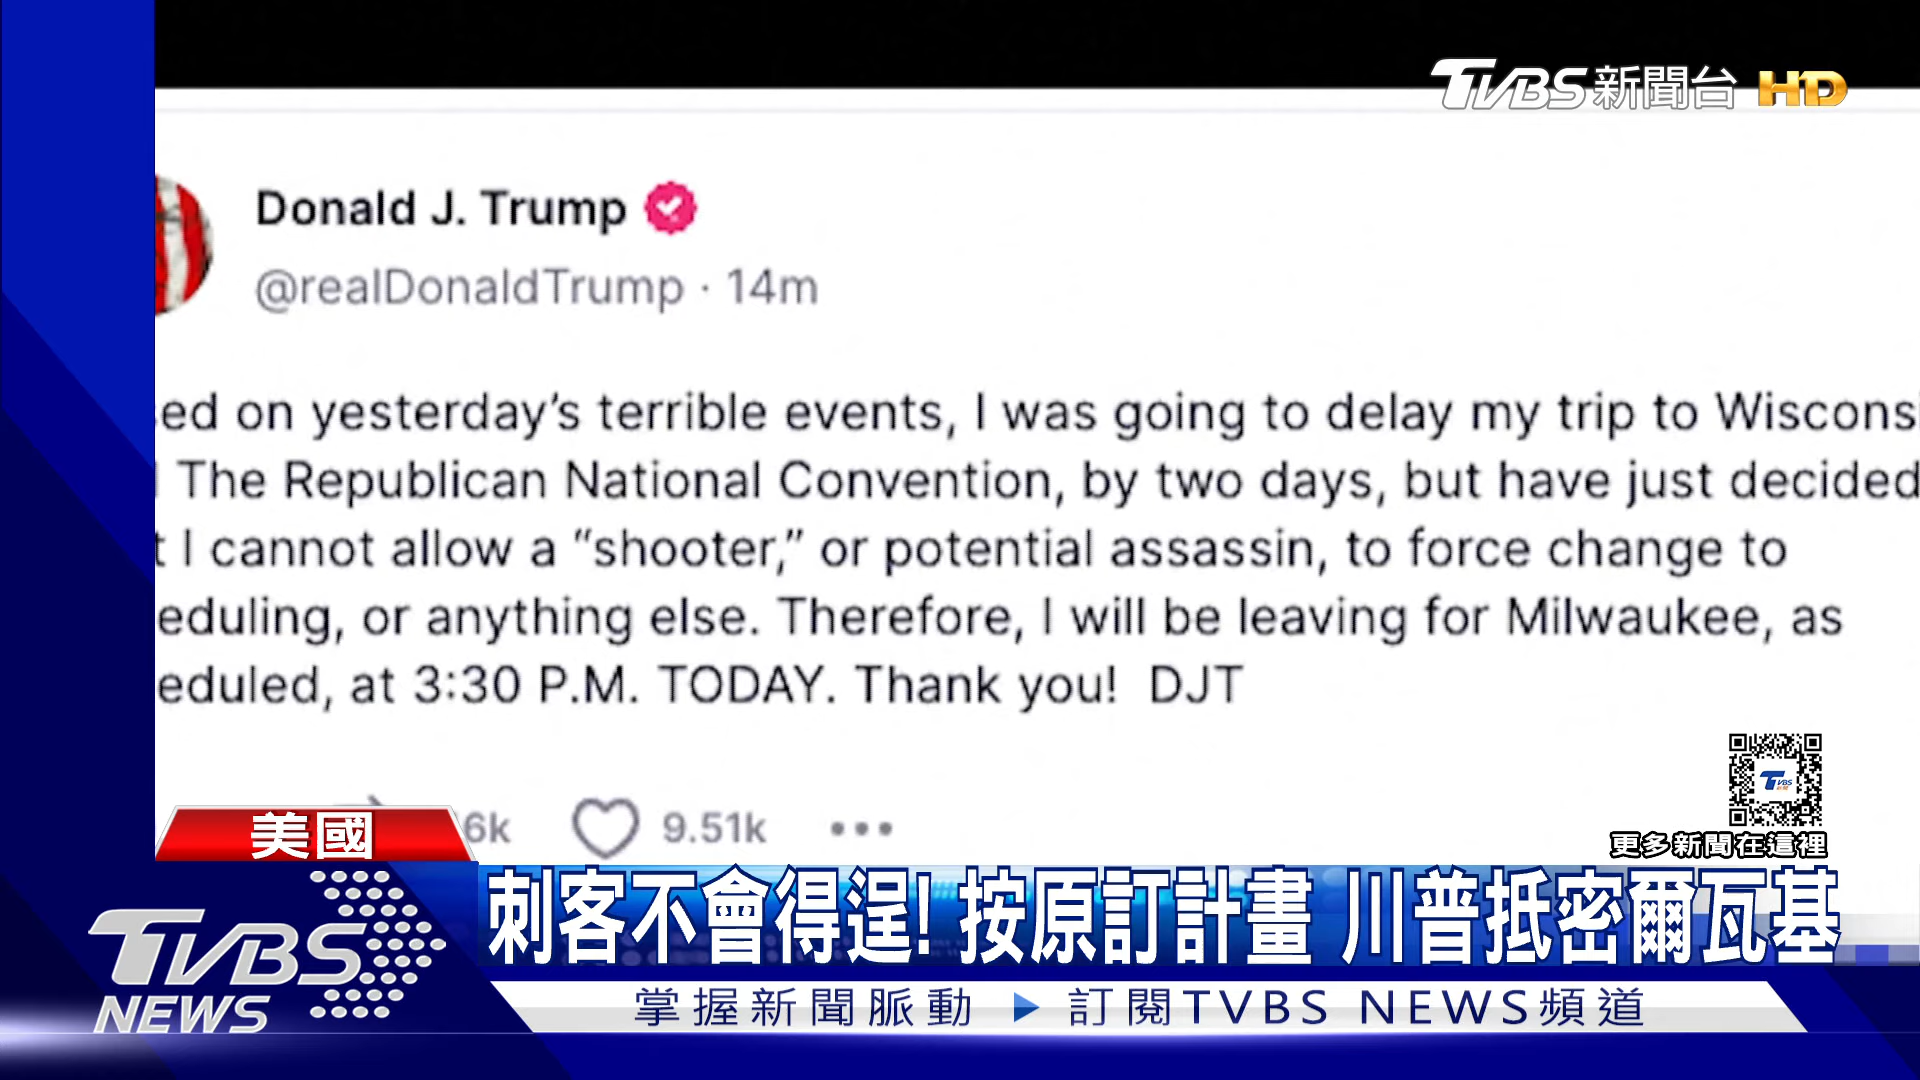 TVBS新聞台 HD
Donald J. Trump
@realDonaldTrump · 14m
ed on yesterday's terrible events, I was going to delay my trip to Wisconsi
The Republican National Convention, by two days, but have just decided
t I cannot allow a “shooter,” or potential assassin, to force change to
eduling, or anything else. Therefore, I will be leaving for Milwaukee, as
eduled, at 3:30 P.M. TODAY. Thank you! DJT
6k 9.51k
TVBS
更多新聞在這裡
美國
刺客不會得逞! 按原訂計畫 川普抵密爾瓦基
TVBS
NEWS
掌握新聞脈動 ▶ 訂閱TVBS NEWS頻道